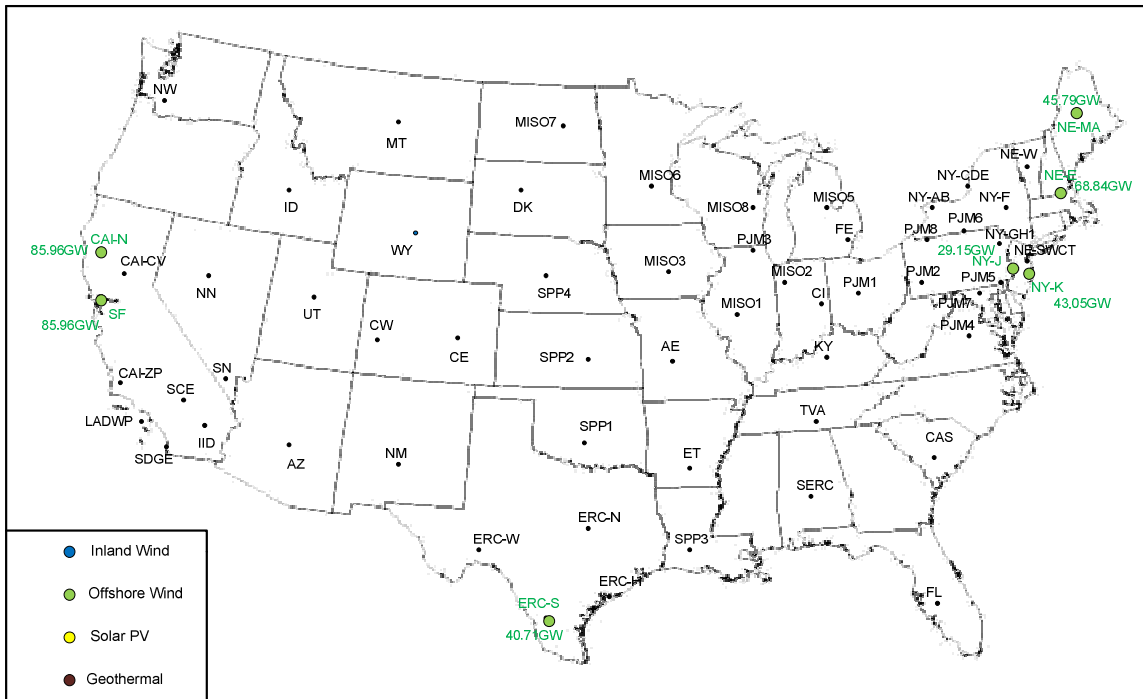 45.79GW
NW
MISO7
MT
NE-MA
NE-W
MISO6
NY-CDE
NE-E
68.84GW
ID
DK
MISO8
MISO5
NY-AB
NY-F
PJM6
FE
PJM8
NY-GH1
CAI-N
85.96GW
WY
PJM3
29.15GW
NE-SWCT
CAI-CV
NN
MISO3
MISO2
PJM1
PJM2
PJM5
NY-J
NY-K
SPP4
CI
43.05GW
UT
MISO1
PJM7
SF
85.96GW
CW
PJM4
CE
SPP2
AE
KY
CAI-ZP
SCE
SN
LADWP
IID
SDGE
AZ
NM
SPP1
TVA
ET
CAS
SERC
ERC-N
ERC-W
SPP3
ERC-H
ERC-S
40.71GW
FL
Inland Wind
Offshore Wind
Solar PV
Geothermal